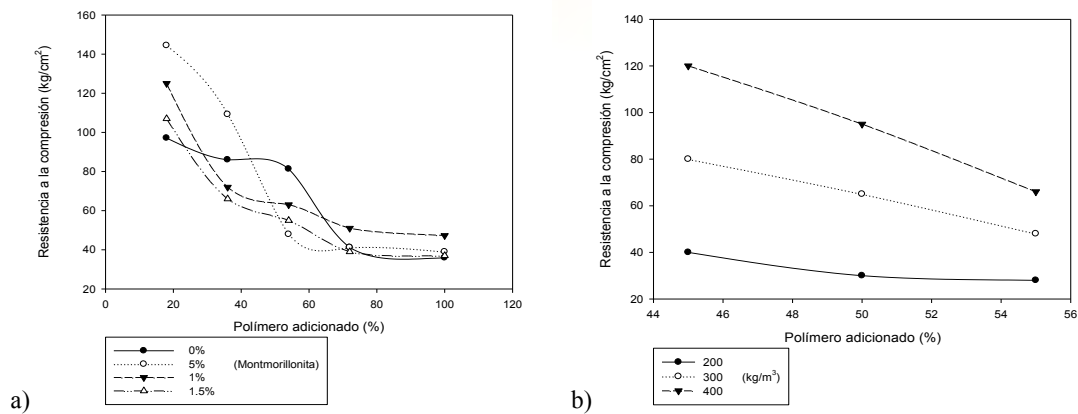 160
140
120
100
80
60
40
20
0 20 40 60 80 100 120
Resistencia a la compresión (kg/cm²)
Polímero adicionado (%)
0%
5% (Montmorillonita)
1%
1.5%
a)
140
120
100
80
60
40
20
44 46 48 50 52 54 56
Resistencia a la compresión (kg/cm²)
Polímero adicionado (%)
200
300 (kg/m³)
400
b)